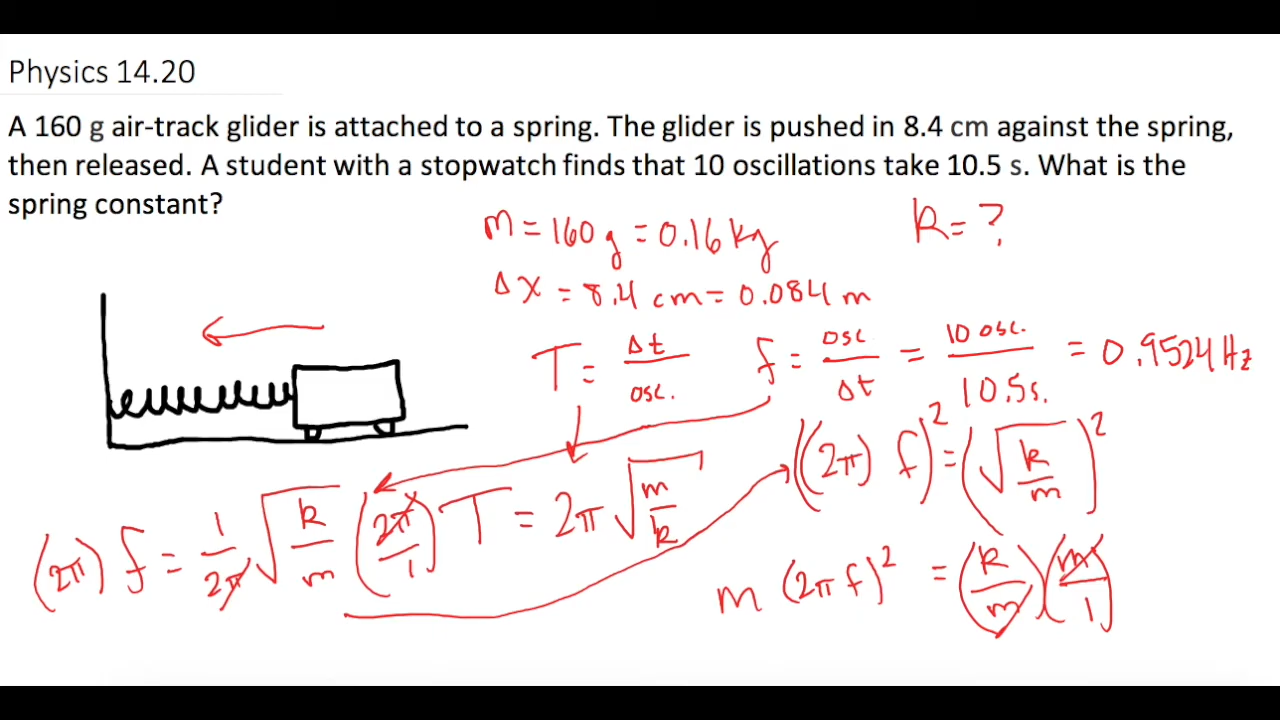 Physics 14.20
A 160 g air-track glider is attached to a spring. The glider is pushed in 8.4 cm against the spring,
then released. A student with a stopwatch finds that 10 oscillations take 10.5 s. What is the
spring constant?
m = 160 g = 0.16 kg
k = ?
Δx = 8.4 cm = 0.084 m
T = Δt/osc. f = osc/Δt = 10 osc./10.5 s. = 0.9524 Hz
((2π) f)² = (√(k/m))²
(2π) f = 1/2π √(k/m) (2π/1) T = 2π √(m/k)
m (2π f)² = (k/m)(m/1)